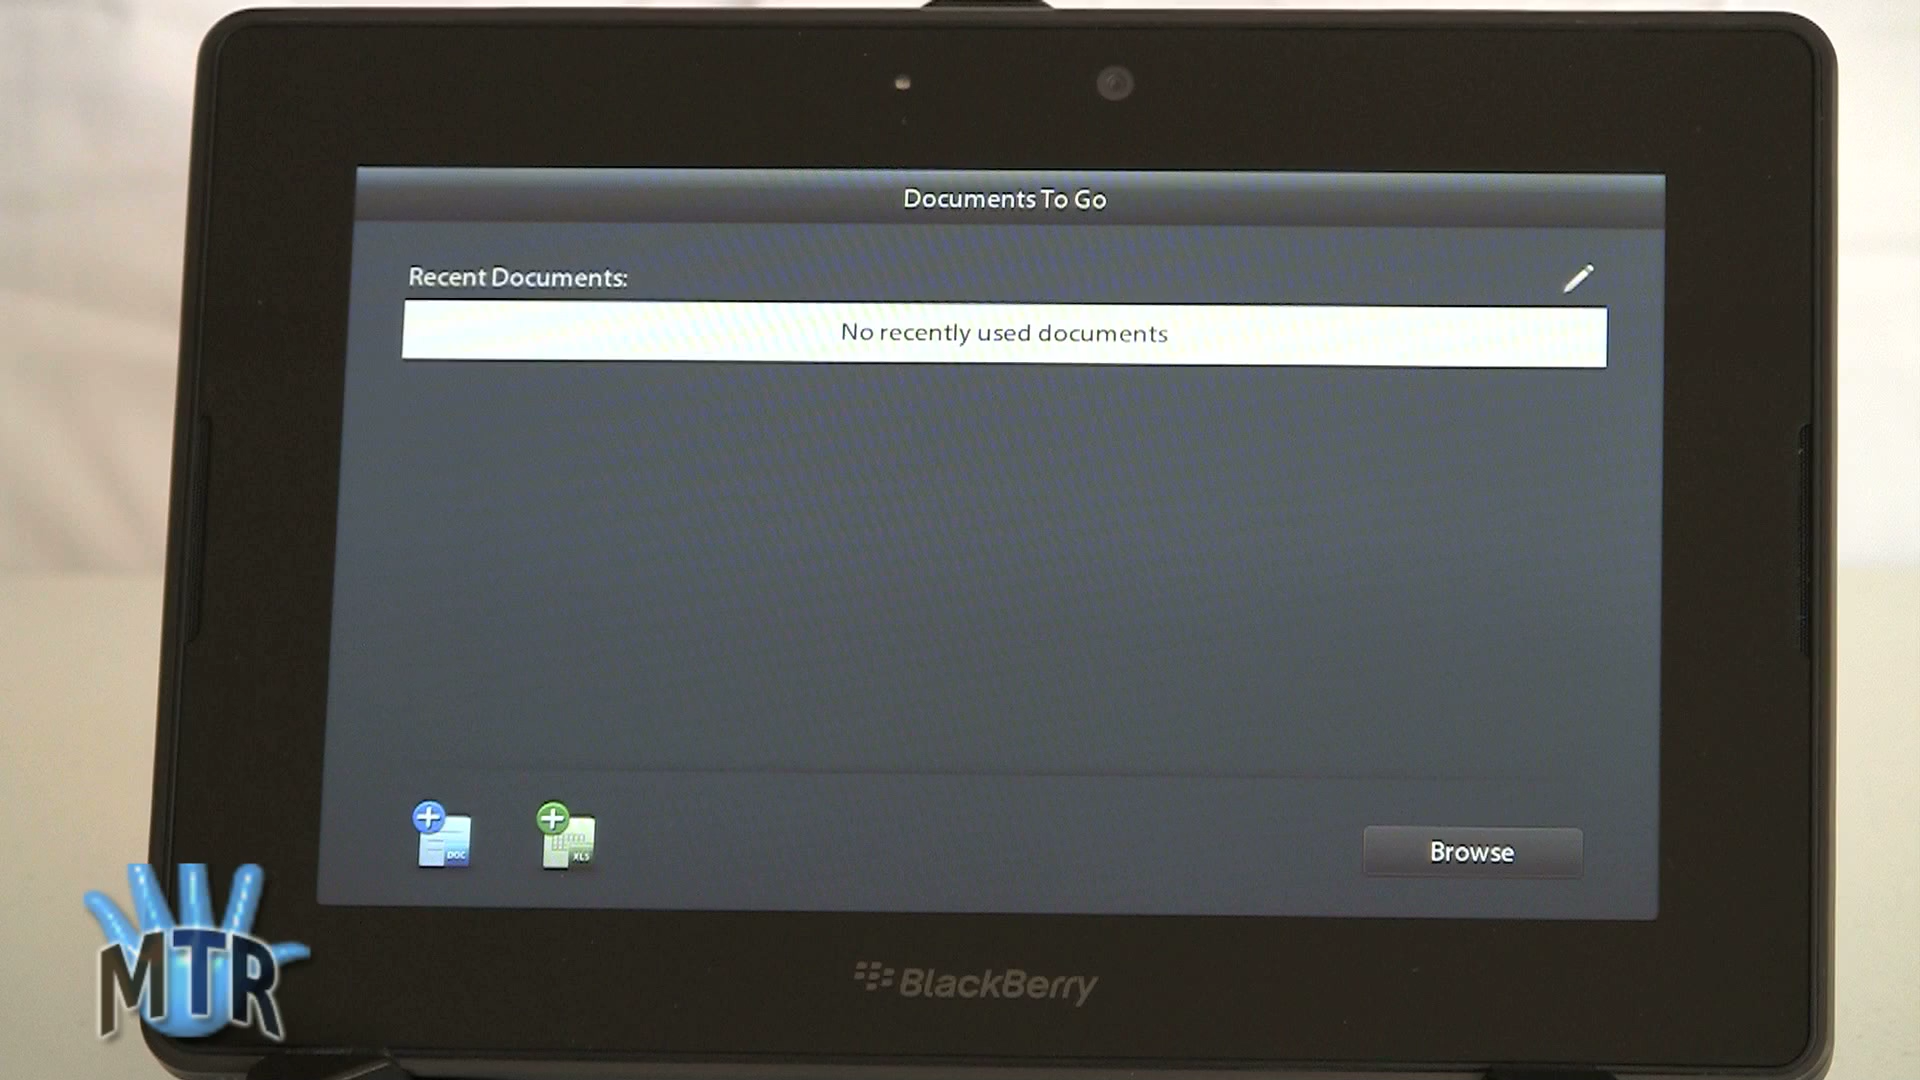 Documents To Go
Recent Documents:
No recently used documents
DOC
XLS
Browse
BlackBerry
MTR